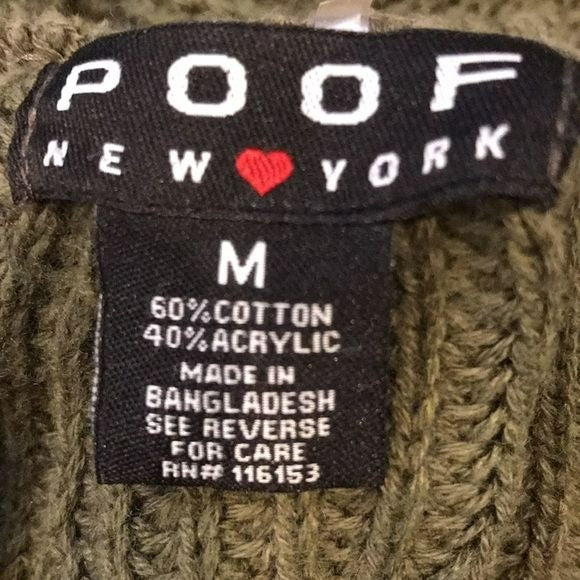 POOF
NEW YORK
M
60%COTTON
40%ACRYLIC
MADE IN
BANGLADESH
SEE REVERSE
FOR CARE
RN# 116153